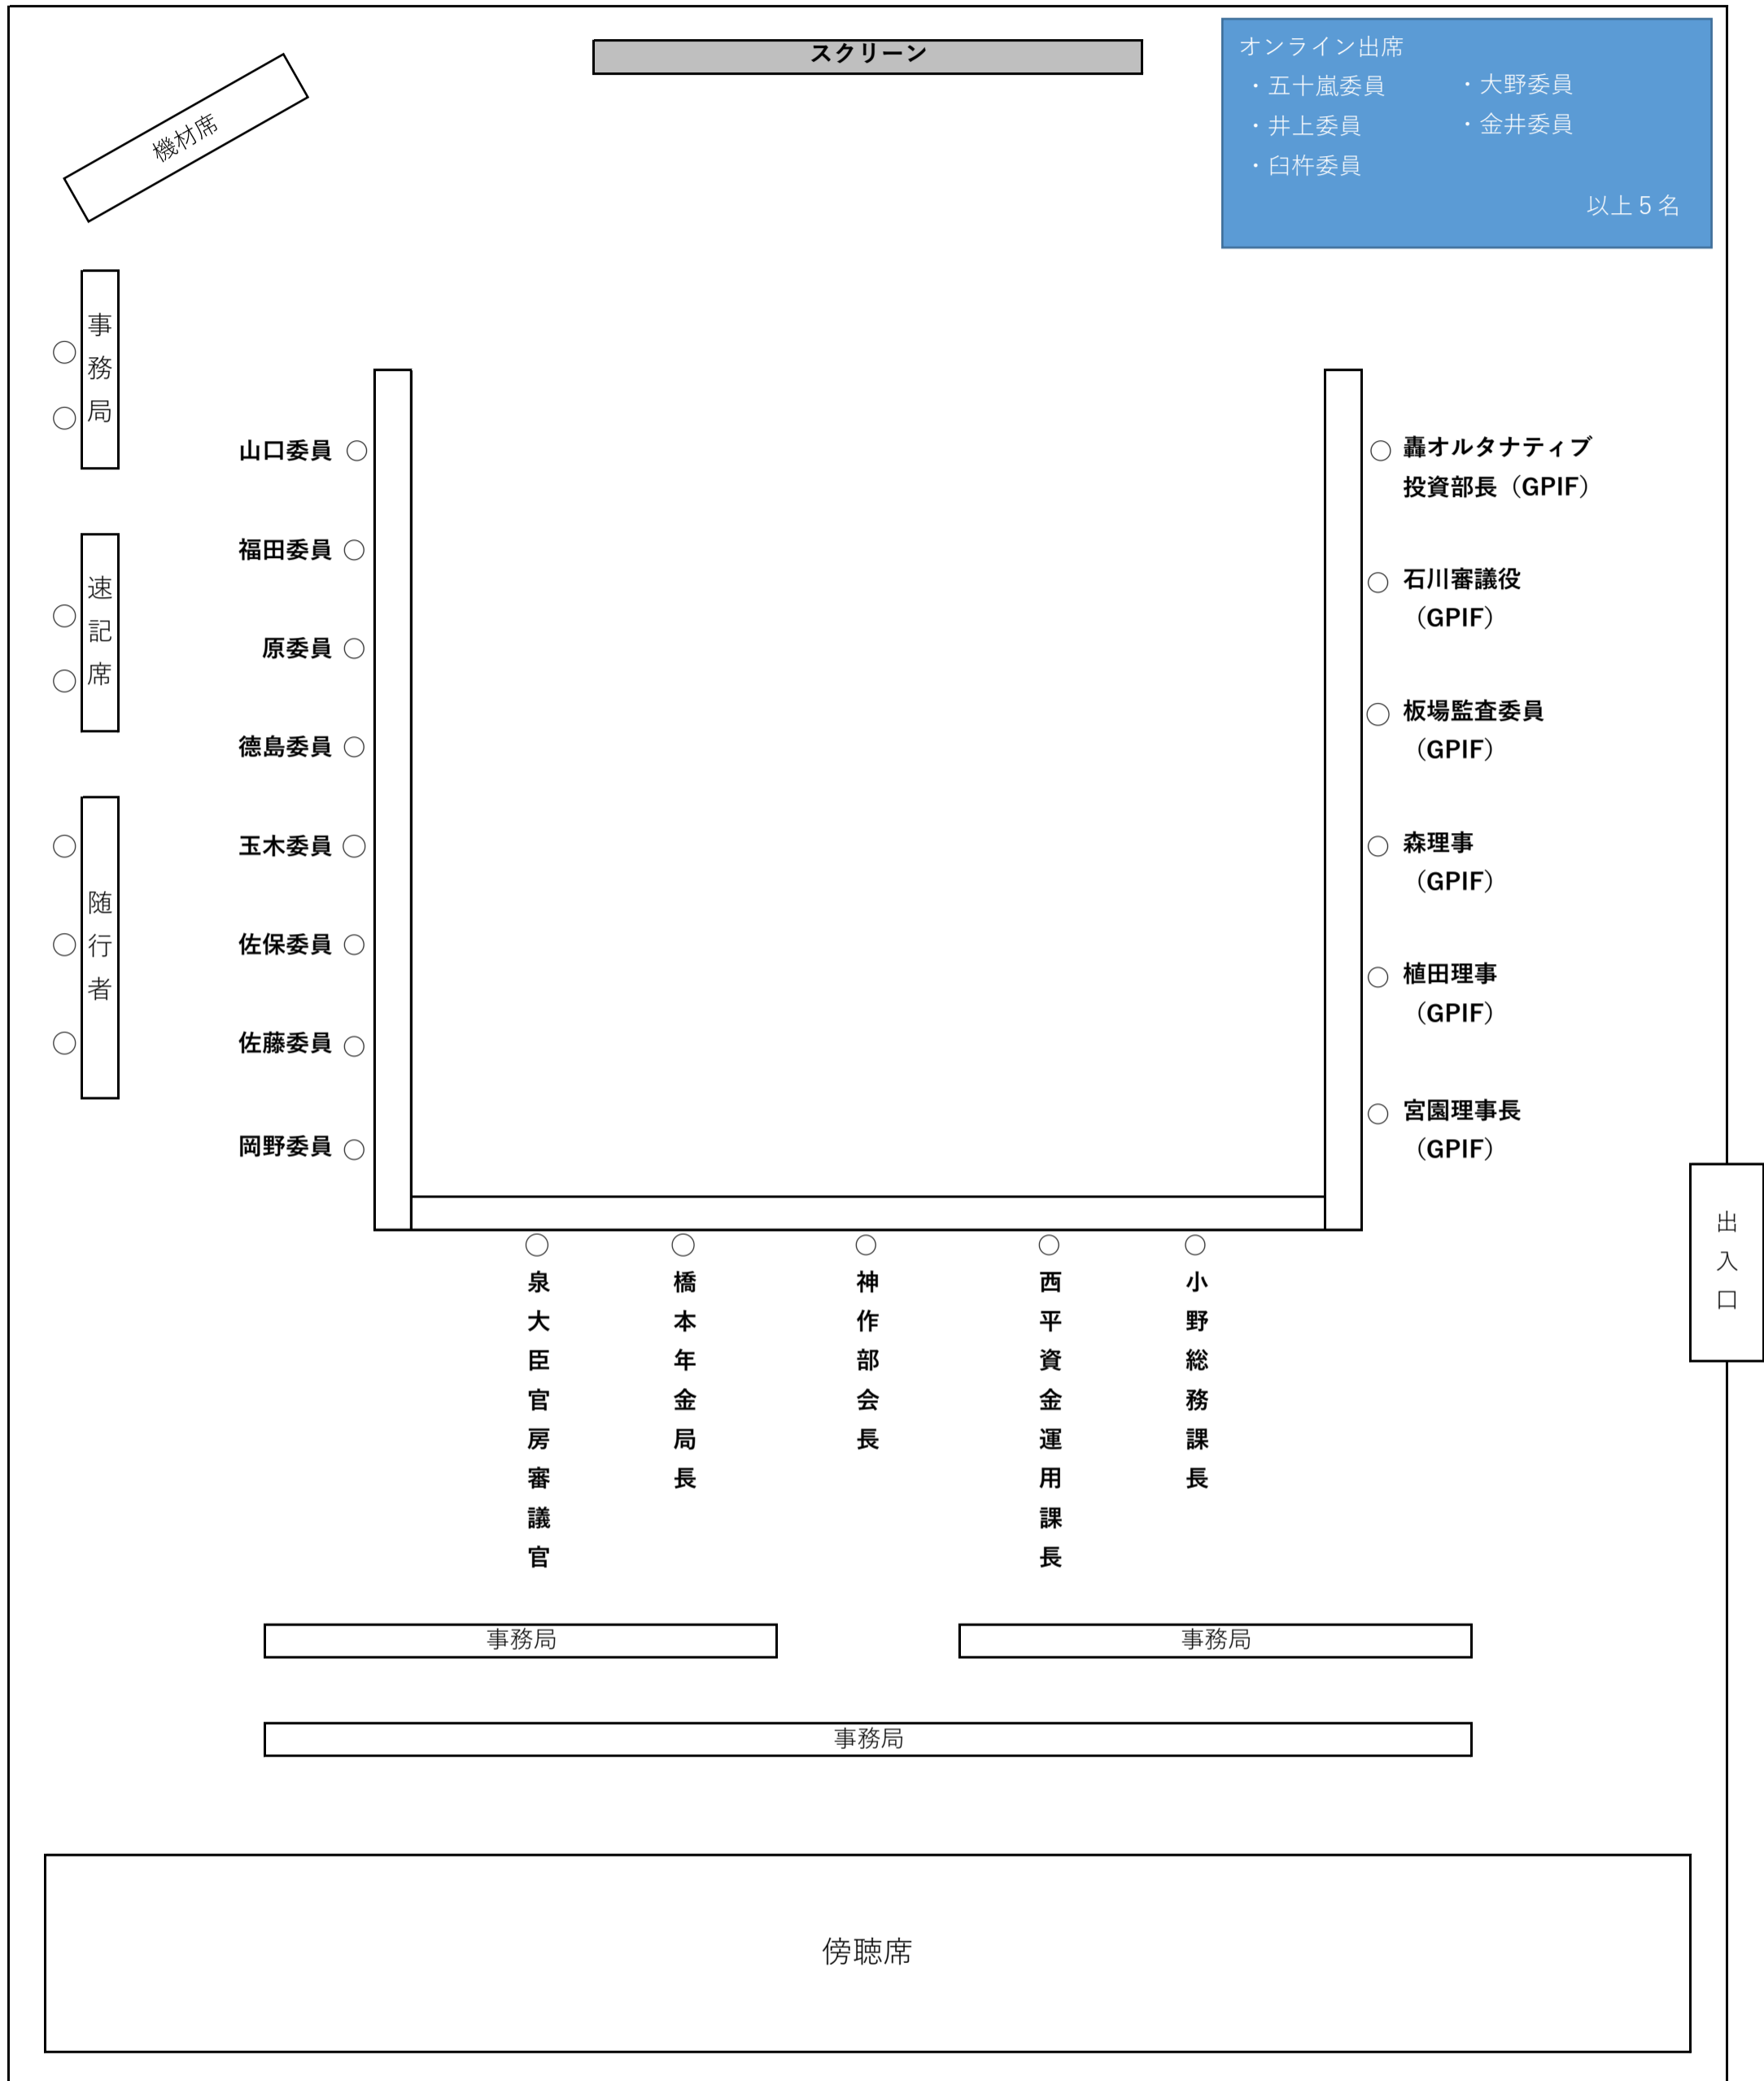 スクリーン
オンライン出席
・五十嵐委員
・大野委員
・井上委員
・金井委員
・臼杵委員
以上5名
機材席
事務局
速記席
随行者
山口委員
福田委員
原委員
德島委員
玉木委員
佐保委員
佐藤委員
岡野委員
轟オルタナティブ
投資部長（GPIF）
石川審議役
（GPIF）
板場監査委員
（GPIF）
森理事
（GPIF）
植田理事
（GPIF）
宮園理事長
（GPIF）
出入口
泉大臣官房審議官
橋本年金局長
神作部会長
西平資金運用課長
小野総務課長
事務局
事務局
事務局
傍聴席